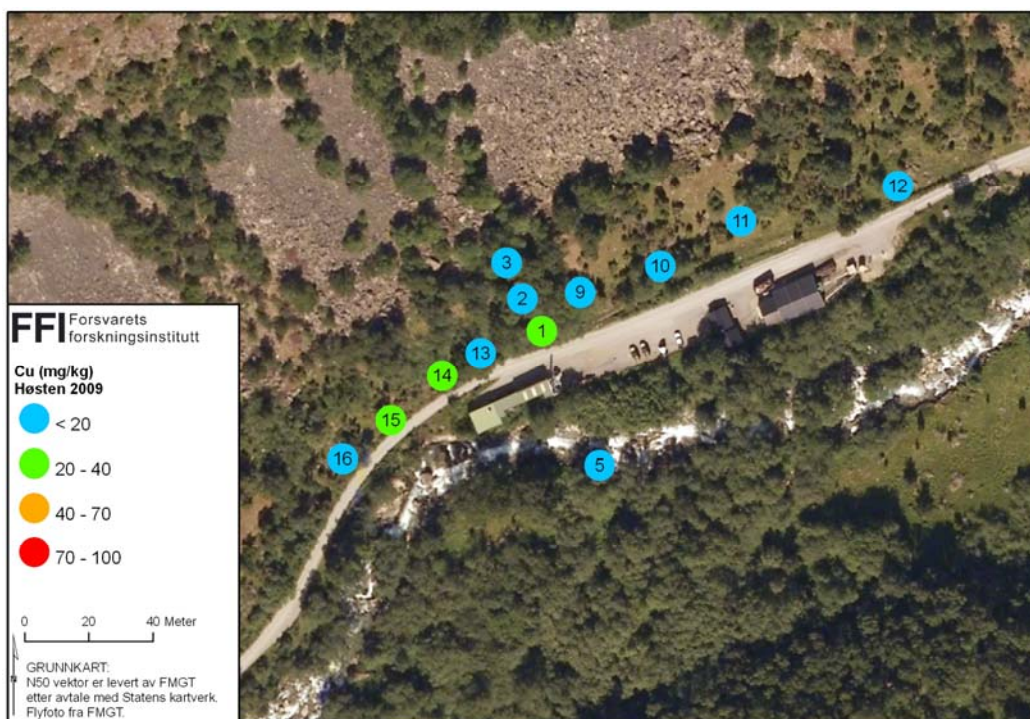 12
11
3
10
9
2
1
13
14
15
16
5
FFI Forsvarets
forskningsinstitutt
Cu (mg/kg)
Høsten 2009
< 20
20 - 40
40 - 70
70 - 100
0 20 40 Meter
GRUNNKART:
N50 vektor er levert av FMGT
etter avtale med Statens kartverk.
Flyfoto fra FMGT.